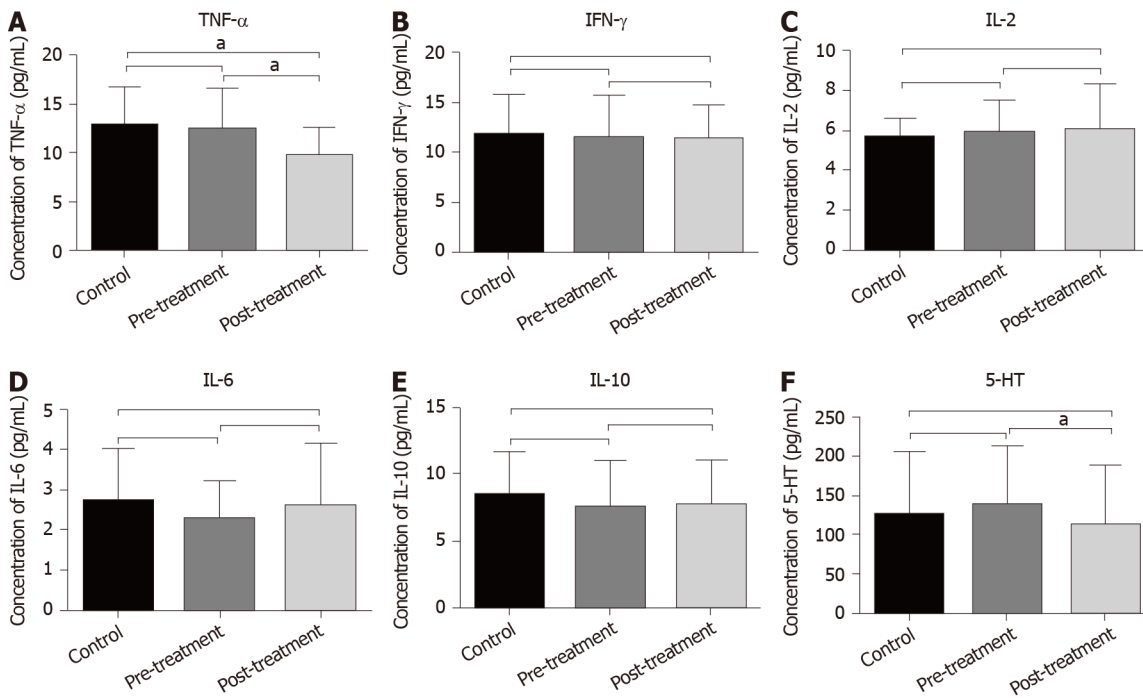 A
TNF-α
Concentration of TNF-α (pg/mL)
20
15
10
5
0
a
a
Control
Pre-treatment
Post-treatment
B
IFN-γ
Concentration of IFN-γ (pg/mL)
20
15
10
5
0
Control
Pre-treatment
Post-treatment
C
IL-2
Concentration of IL-2 (pg/mL)
10
8
6
4
2
0
Control
Pre-treatment
Post-treatment
D
IL-6
Concentration of IL-6 (pg/mL)
5
4
3
2
1
0
Control
Pre-treatment
Post-treatment
E
IL-10
Concentration of IL-10 (pg/mL)
15
10
5
0
Control
Pre-treatment
Post-treatment
F
5-HT
Concentration of 5-HT (pg/mL)
250
200
150
100
50
0
a
Control
Pre-treatment
Post-treatment